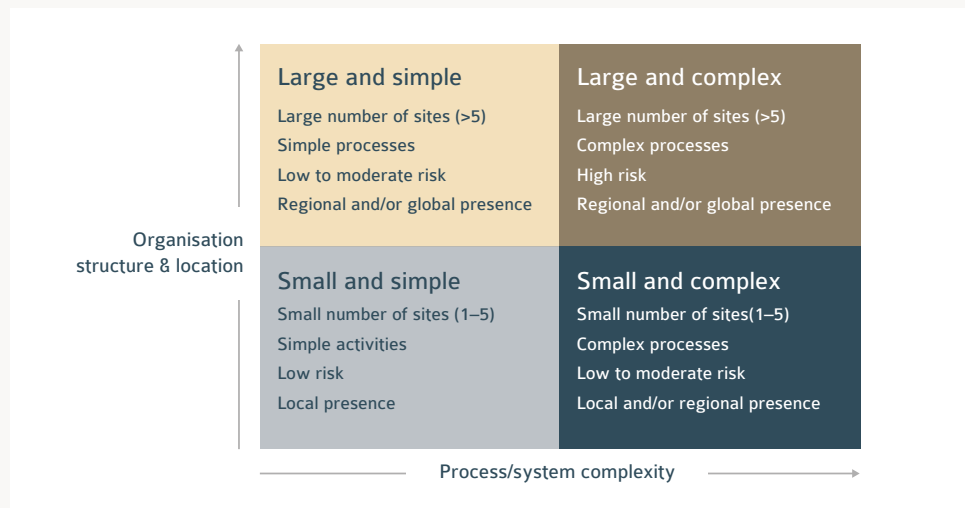 Large and simple
Large number of sites (>5)
Simple processes
Low to moderate risk
Regional and/or global presence
Large and complex
Large number of sites (>5)
Complex processes
High risk
Regional and/or global presence
Organisation
structure & location
Small and simple
Small number of sites (1–5)
Simple activities
Low risk
Local presence
Small and complex
Small number of sites(1–5)
Complex processes
Low to moderate risk
Local and/or regional presence
Process/system complexity